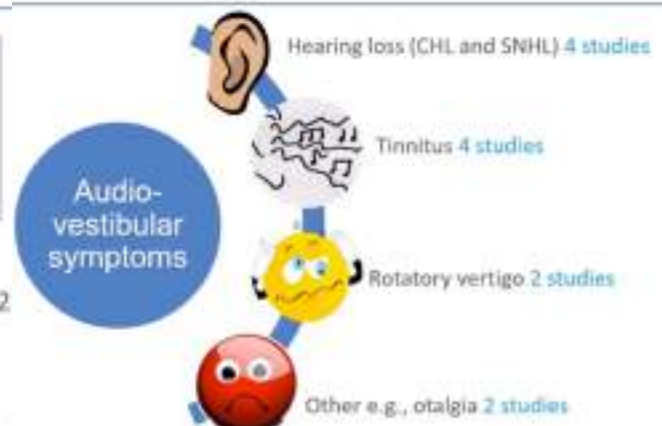 Hearing loss (CHL and SNHL) 4 studies
Tinnitus 4 studies
Audio-
vestibular
symptoms
Rotatory vertigo 2 studies
2
Other e.g., otalgia 2 studies